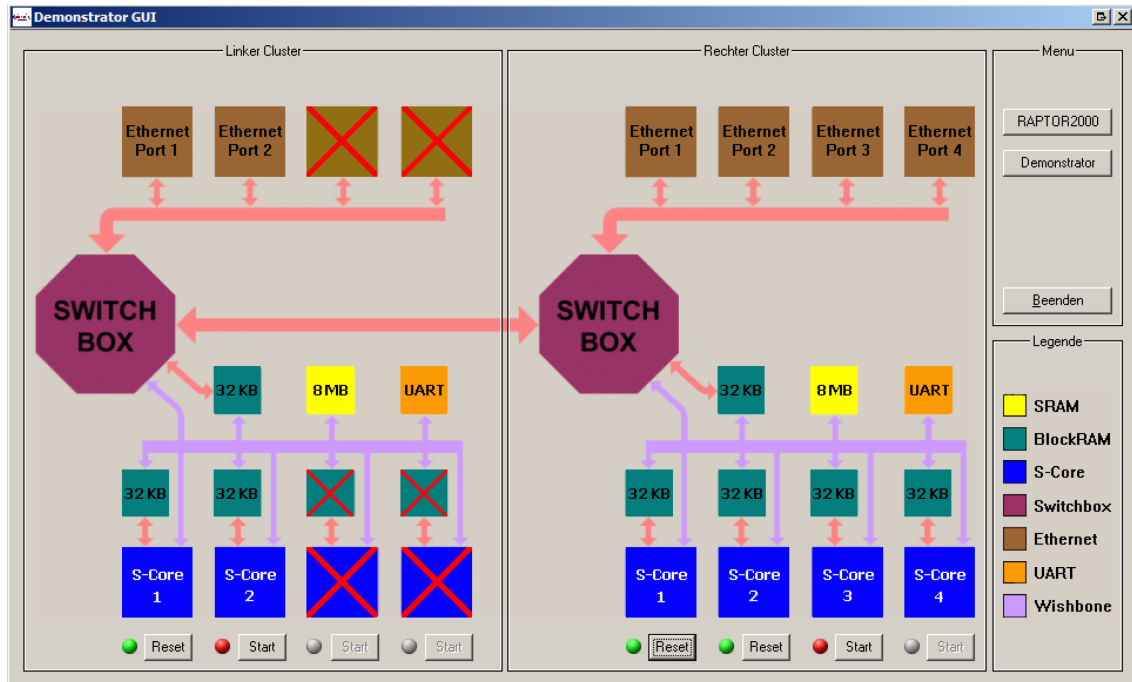 Demonstrator GUI
Linker Cluster
Rechter Cluster
Menu
Ethernet Port 1
Ethernet Port 2
Ethernet Port 1
Ethernet Port 2
Ethernet Port 3
Ethernet Port 4
RAPTOR2000
Demonstrator
Beenden
SWITCH BOX
SWITCH BOX
Legende
32 KB
8 MB
UART
32 KB
8 MB
UART
SRAM
BlockRAM
S-Core
Switchbox
Ethernet
UART
Wishbone
32 KB
32 KB
32 KB
32 KB
32 KB
32 KB
S-Core 1
S-Core 2
S-Core 1
S-Core 2
S-Core 3
S-Core 4
Reset
Start
Start
Start
Reset
Reset
Start
Start